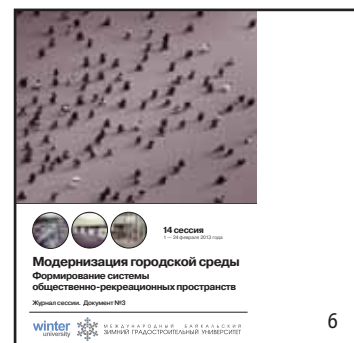 14 сессия
1 — 24 февраля 2013 года
Модернизация городской среды
Формирование системы
общественно-рекреационных пространств
Журнал сессии. Документ №3
winter
university
МЕЖДУНАРОДНЫЙ БАЙКАЛЬСКИЙ
ЗИМНИЙ ГРАДОСТРОИТЕЛЬНЫЙ УНИВЕРСИТЕТ
6